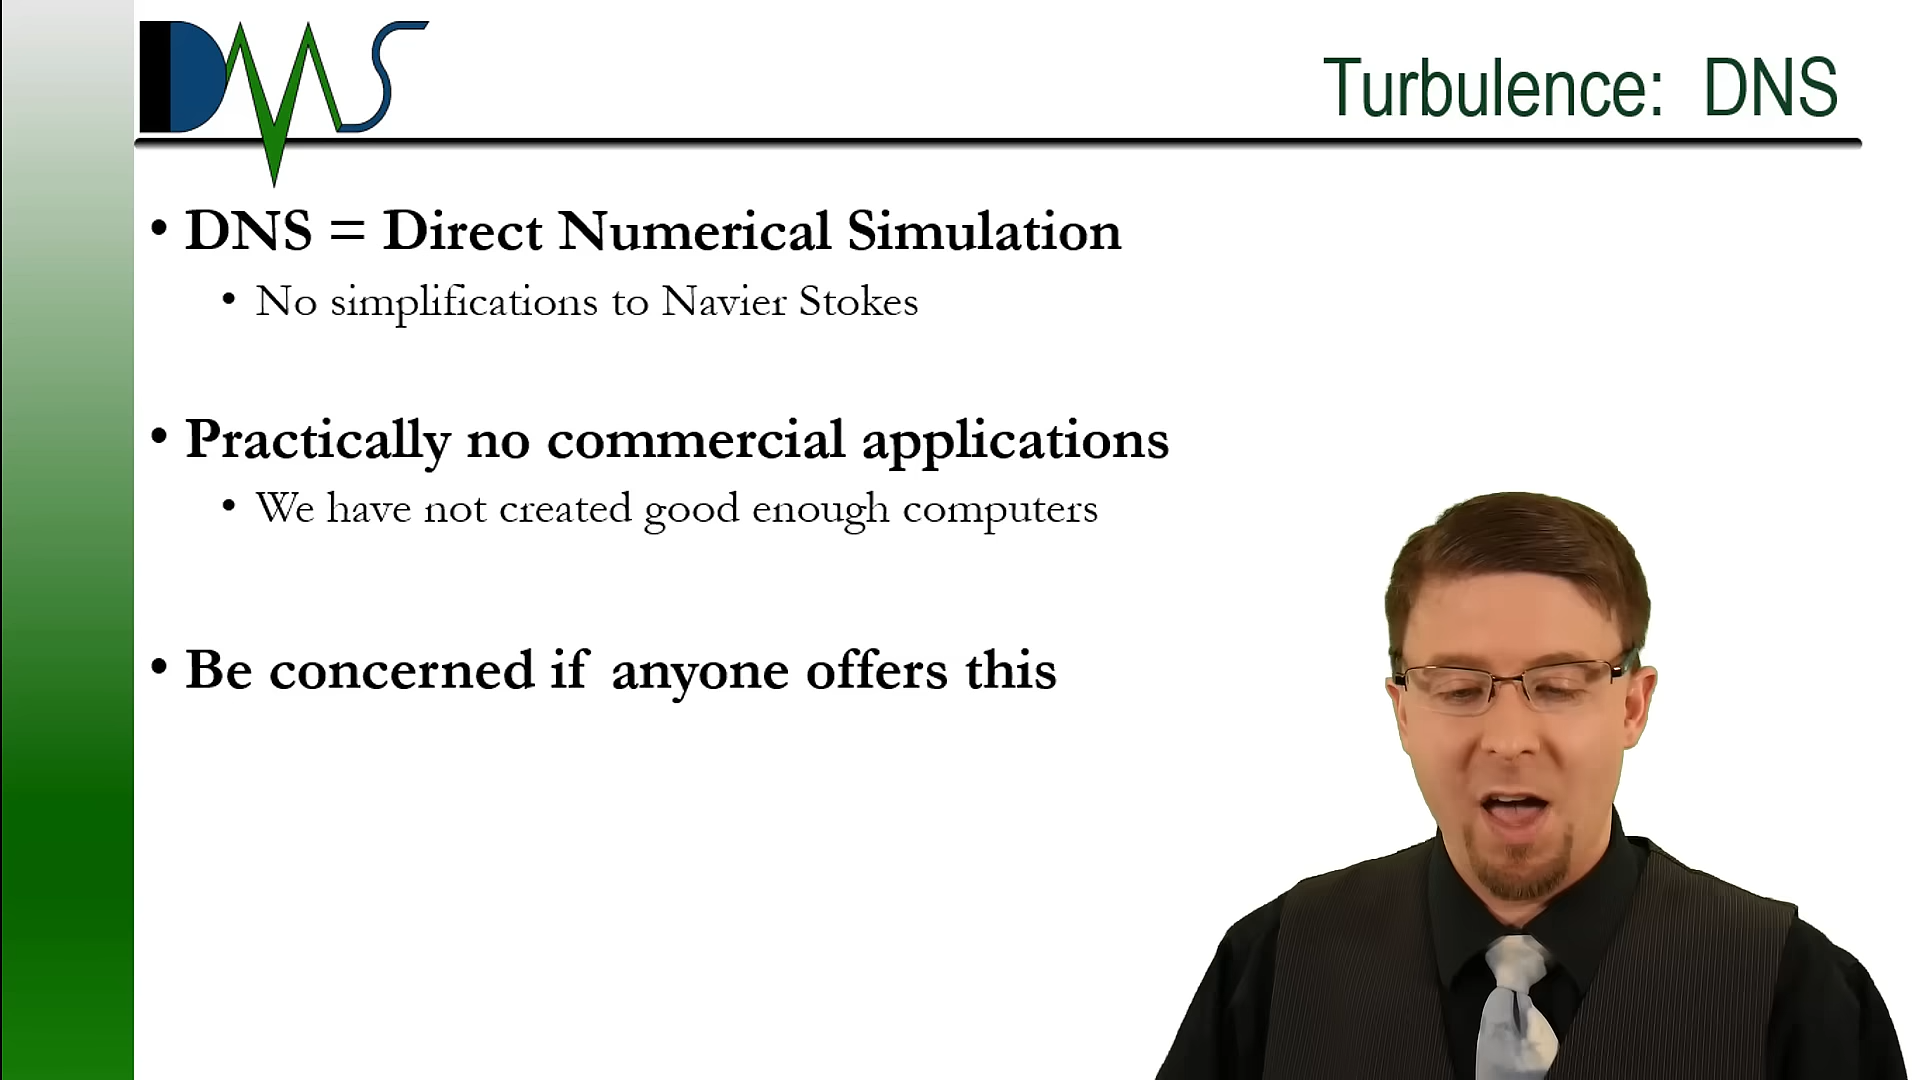 DMS
Turbulence: DNS
• DNS = Direct Numerical Simulation
• No simplifications to Navier Stokes
• Practically no commercial applications
• We have not created good enough computers
• Be concerned if anyone offers this